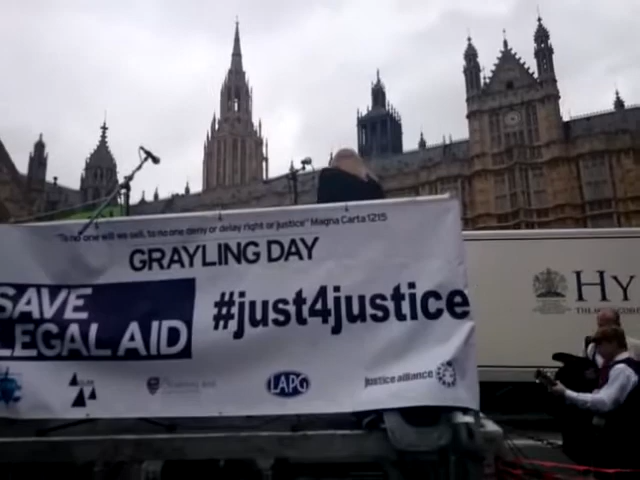 "To no one will we sell, to no one deny or delay right or justice" Magna Carta 1215
GRAYLING DAY
SAVE
LEGAL AID
#just4justice
LAPG
justice alliance
HY